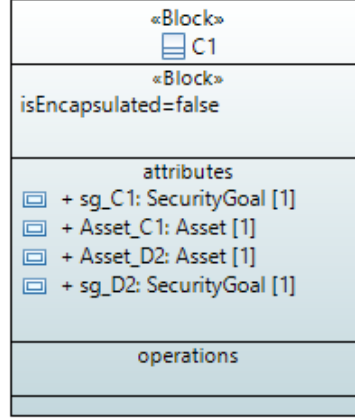 «Block»
C1
«Block»
isEncapsulated=false
attributes
+ sg_C1: SecurityGoal [1]
+ Asset_C1: Asset [1]
+ Asset_D2: Asset [1]
+ sg_D2: SecurityGoal [1]
operations